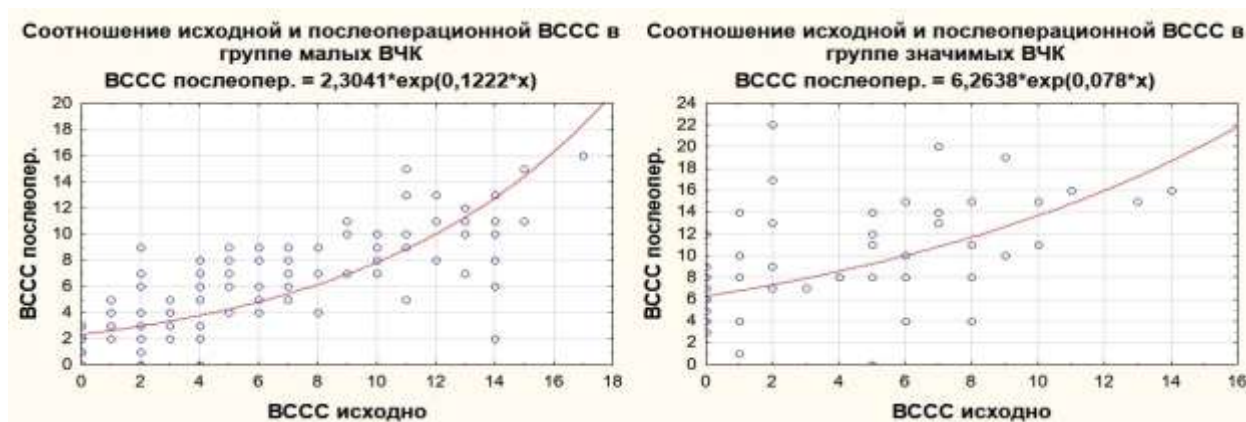 Соотношение исходной и послеоперационной ВССС в
группе малых ВЧК
ВССС послеопер. = 2,3041*exp(0,1222*x)
20
18
16
14
12
10
8
6
4
2
0
ВССС послеопер.
0 2 4 6 8 10 12 14 16 18
ВССС исходно
Соотношение исходной и послеоперационной ВССС в
группе значимых ВЧК
ВССС послеопер. = 6,2638*exp(0,078*x)
24
22
20
18
16
14
12
10
8
6
4
2
0
ВССС послеопер.
0 2 4 6 8 10 12 14 16
ВССС исходно